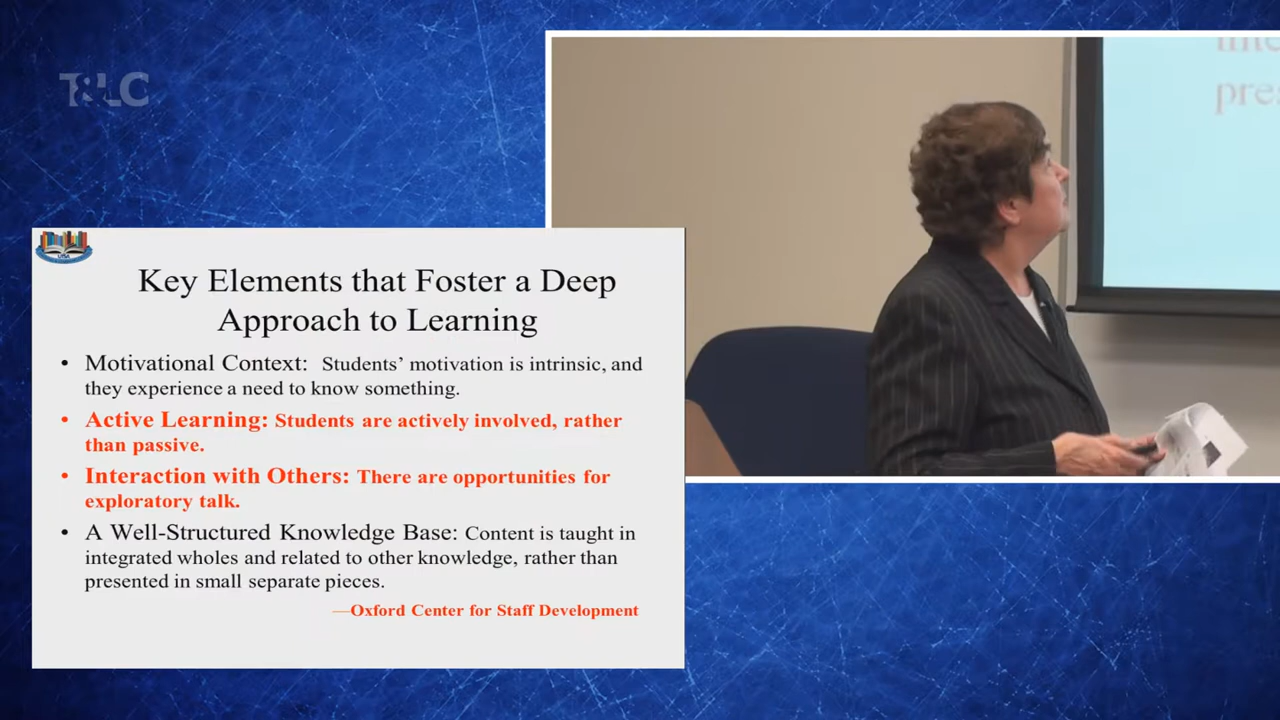 T&LC
USA
Key Elements that Foster a Deep
Approach to Learning
• Motivational Context: Students’ motivation is intrinsic, and
they experience a need to know something.
• Active Learning: Students are actively involved, rather
than passive.
• Interaction with Others: There are opportunities for
exploratory talk.
• A Well-Structured Knowledge Base: Content is taught in
integrated wholes and related to other knowledge, rather than
presented in small separate pieces.
—Oxford Center for Staff Development
pres